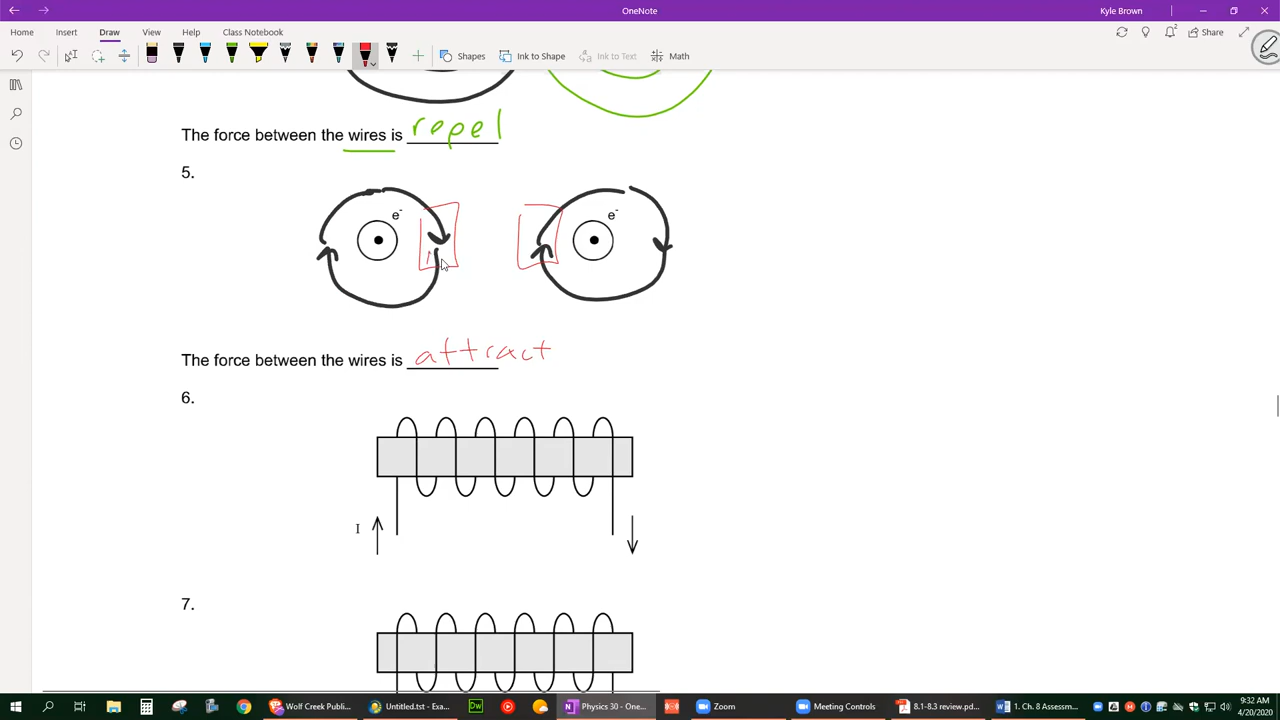 OneNote
Kyle Brown
Home Insert Draw View Help Class Notebook
Share
Shapes Ink to Shape Ink to Text Math
The force between the wires is repel
5.
e- e-
The force between the wires is attract
6.
I
7.
Wolf Creek Publi... Untitled.tst - Exa... Dw Physics 30 - One... Zoom Meeting Controls 8.1-8.3 review.pd... 1. Ch. 8 Assessm... 9:32 AM
4/20/2020